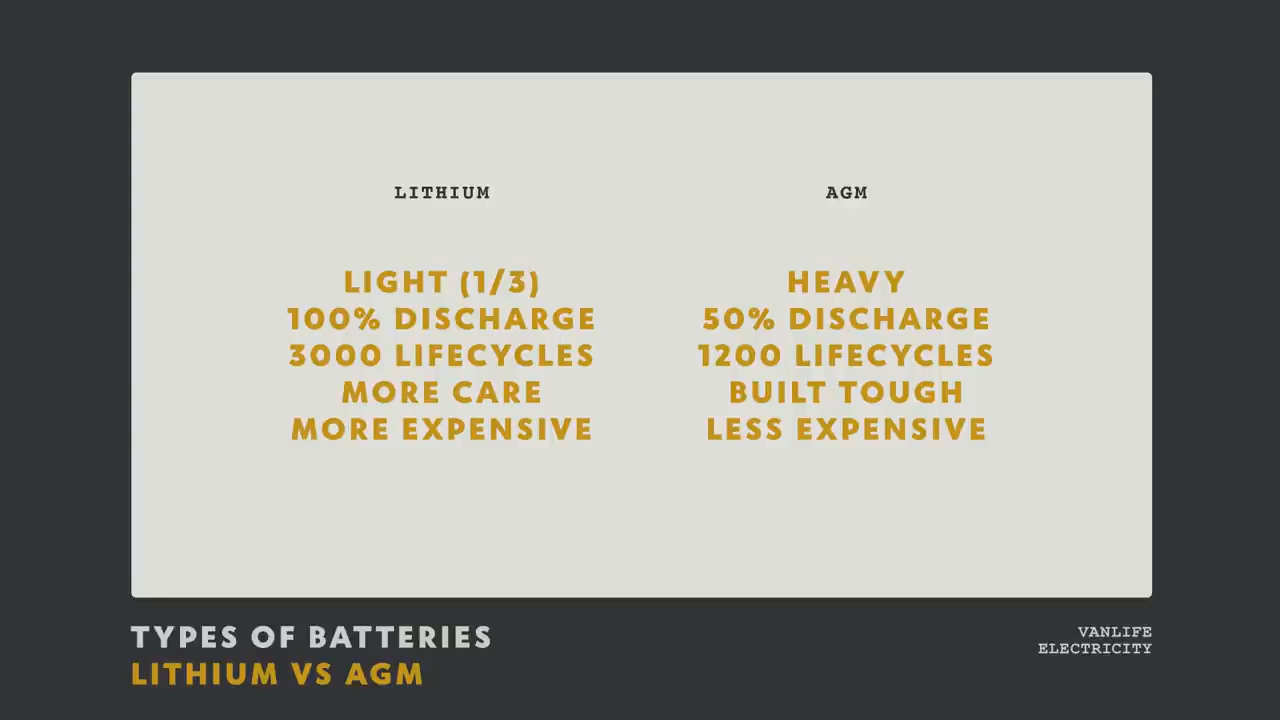 LITHIUM
LIGHT (1/3)
100% DISCHARGE
3000 LIFECYCLES
MORE CARE
MORE EXPENSIVE
AGM
HEAVY
50% DISCHARGE
1200 LIFECYCLES
BUILT TOUGH
LESS EXPENSIVE
TYPES OF BATTERIES
LITHIUM VS AGM
VANLIFE
ELECTRICITY